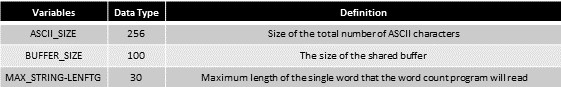 Variables Data Type Definition
ASCII_SIZE 256 Size of the total number of ASCII characters
BUFFER_SIZE 100 The size of the shared buffer
MAX_STRING-LENFTG 30 Maximum length of the single word that the word count program will read